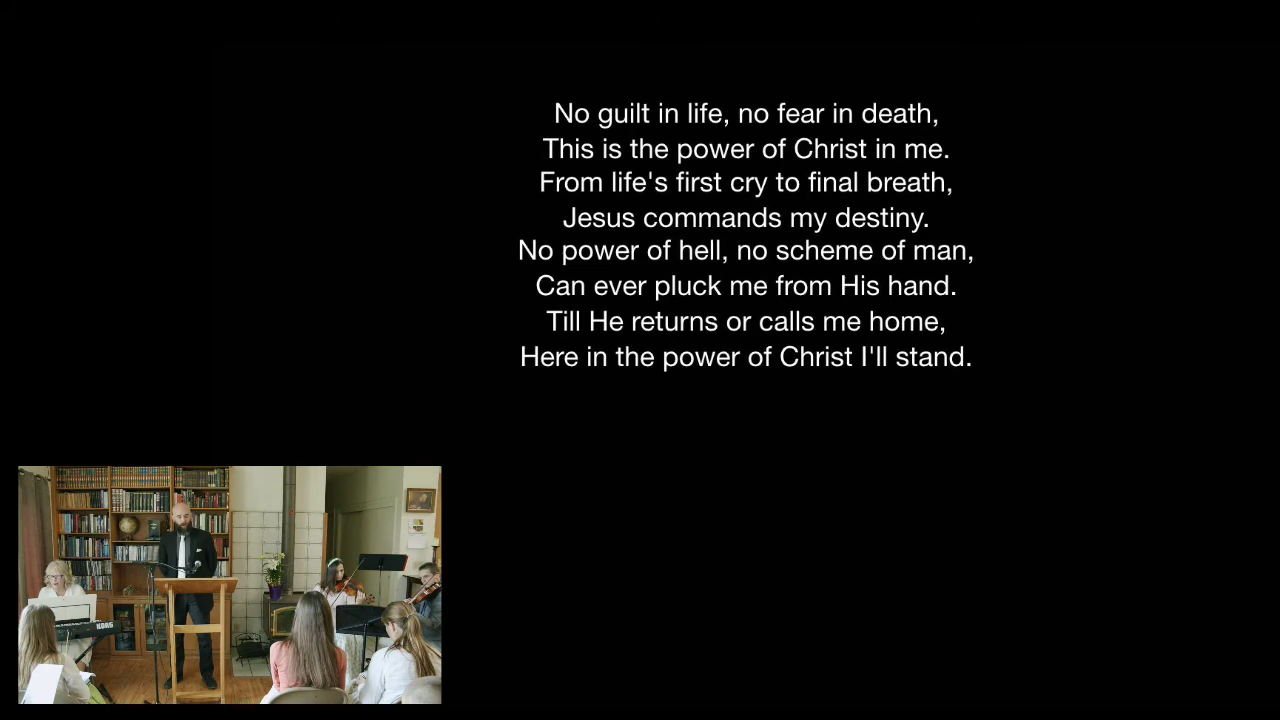 No guilt in life, no fear in death,
This is the power of Christ in me.
From life's first cry to final breath,
Jesus commands my destiny.
No power of hell, no scheme of man,
Can ever pluck me from His hand.
Till He returns or calls me home,
Here in the power of Christ I'll stand.
KORG